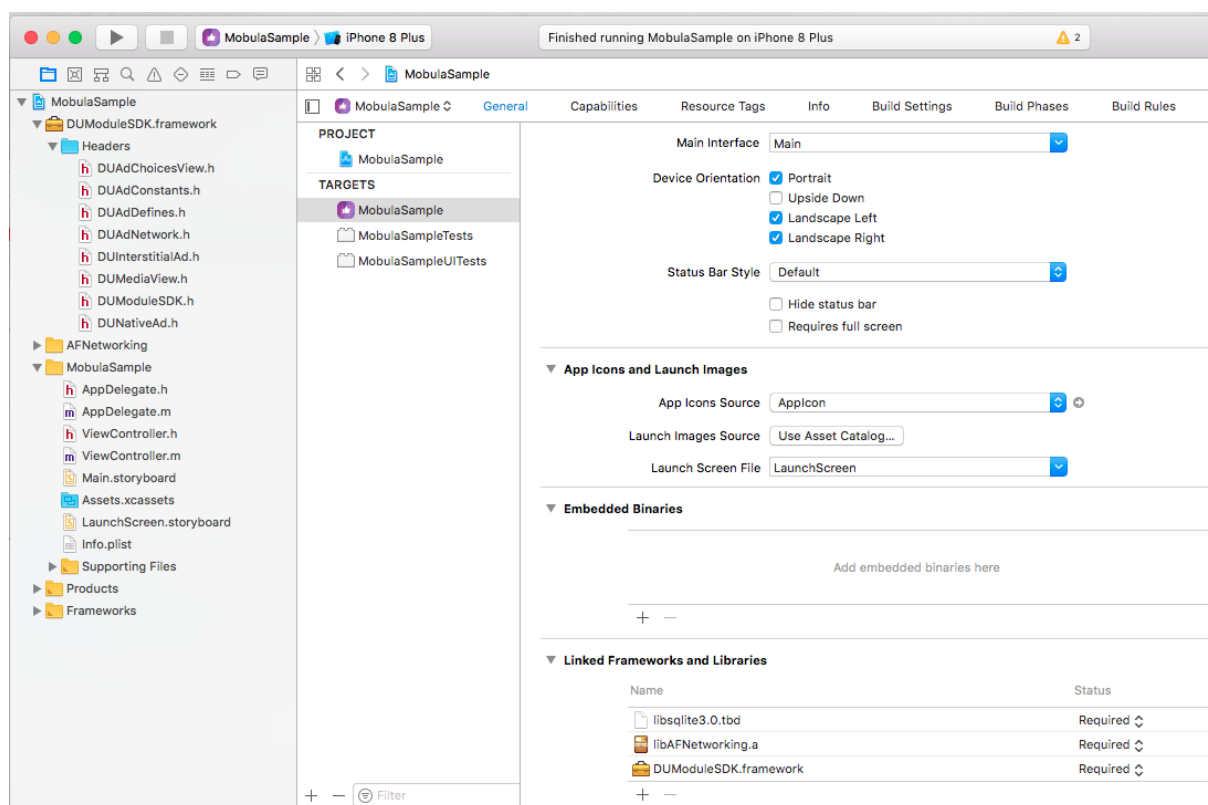 MobulaSample 〉 iPhone 8 Plus
Finished running MobulaSample on iPhone 8 Plus
2
MobulaSample
MobulaSample
DUModuleSDK.framework
Headers
DUAdChoicesView.h
DUAdConstants.h
DUAdDefines.h
DUAdNetwork.h
DUInterstitialAd.h
DUMediaView.h
DUModuleSDK.h
DUNativeAd.h
AFNetworking
MobulaSample
AppDelegate.h
AppDelegate.m
ViewController.h
ViewController.m
Main.storyboard
Assets.xcassets
LaunchScreen.storyboard
Info.plist
Supporting Files
Products
Frameworks
MobulaSample General Capabilities Resource Tags Info Build Settings Build Phases Build Rules
PROJECT
MobulaSample
TARGETS
MobulaSample
MobulaSampleTests
MobulaSampleUITests
Filter
Main Interface Main
Device Orientation Portrait
Upside Down
Landscape Left
Landscape Right
Status Bar Style Default
Hide status bar
Requires full screen
App Icons and Launch Images
App Icons Source AppIcon
Launch Images Source Use Asset Catalog...
Launch Screen File LaunchScreen
Embedded Binaries
Add embedded binaries here
Linked Frameworks and Libraries
Name Status
libsqlite3.0.tbd Required
libAFNetworking.a Required
DUModuleSDK.framework Required